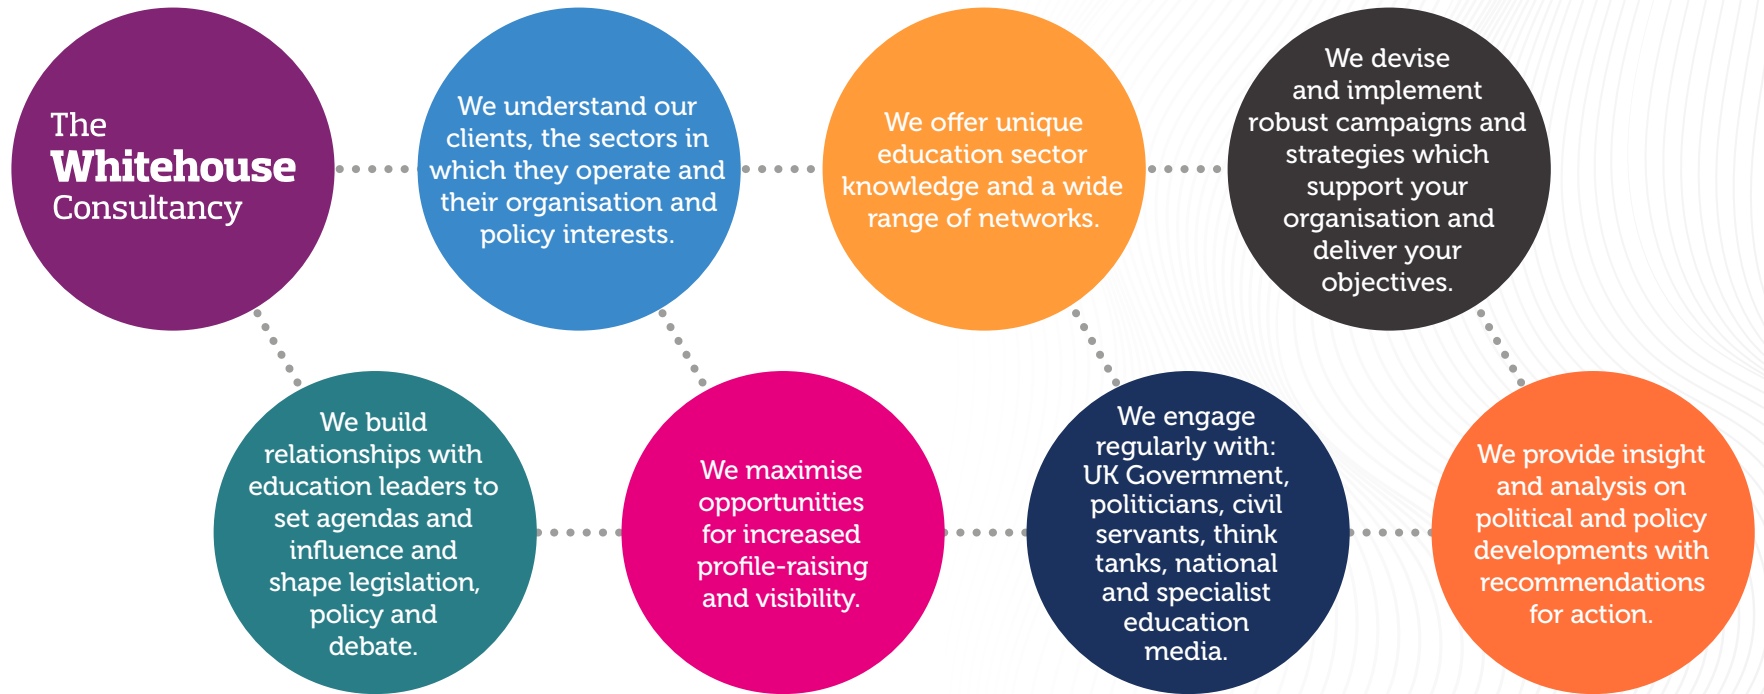 The
Whitehouse
Consultancy
We understand our
clients, the sectors in
which they operate and
their organisation and
policy interests.
We offer unique
education sector
knowledge and a wide
range of networks.
We devise
and implement
robust campaigns and
strategies which
support your
organisation and
deliver your
objectives.
We build
relationships with
education leaders to
set agendas and
influence and
shape legislation,
policy and
debate.
We maximise
opportunities
for increased
profile-raising
and visibility.
We engage
regularly with:
UK Government,
politicians, civil
servants, think
tanks, national
and specialist
education
media.
We provide insight
and analysis on
political and policy
developments with
recommendations
for action.